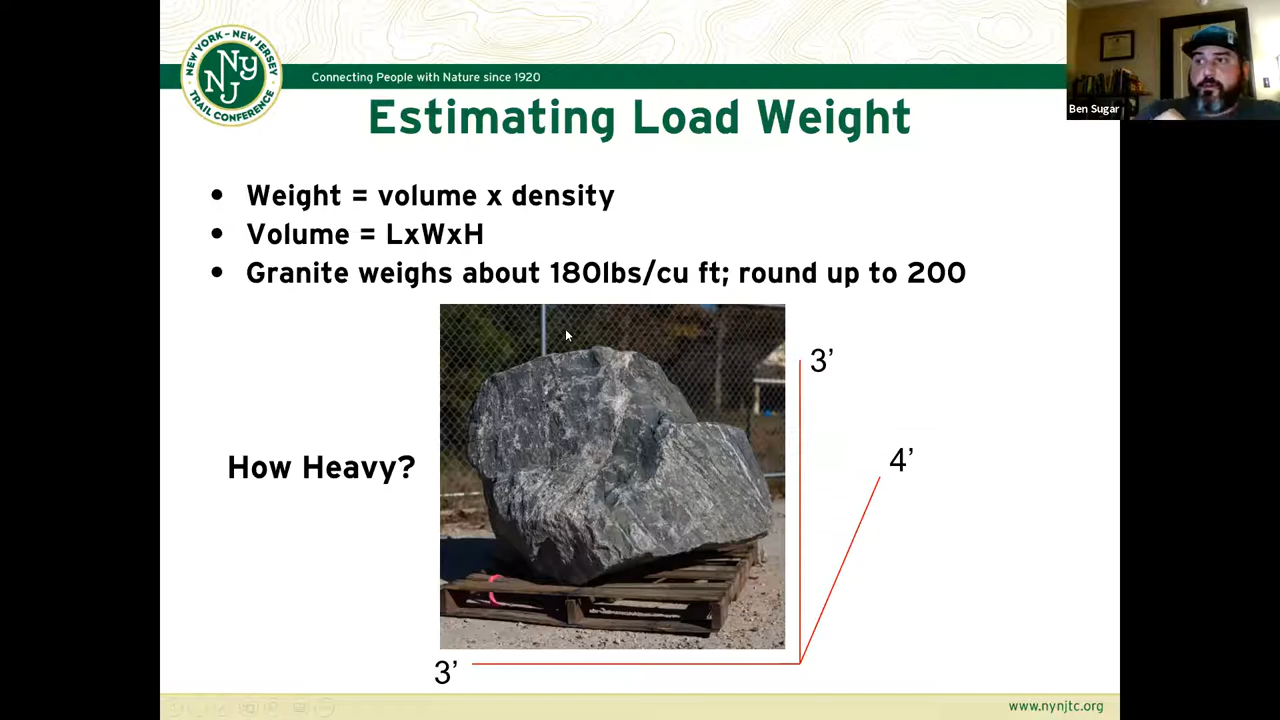 NEW YORK - NEW JERSEY
NY
NJ
TRAIL CONFERENCE
Connecting People with Nature since 1920
Ben Sugar
Estimating Load Weight
• Weight = volume x density
• Volume = LxWxH
• Granite weighs about 180lbs/cu ft; round up to 200
3’
4’
How Heavy?
3’
www.nynjtc.org